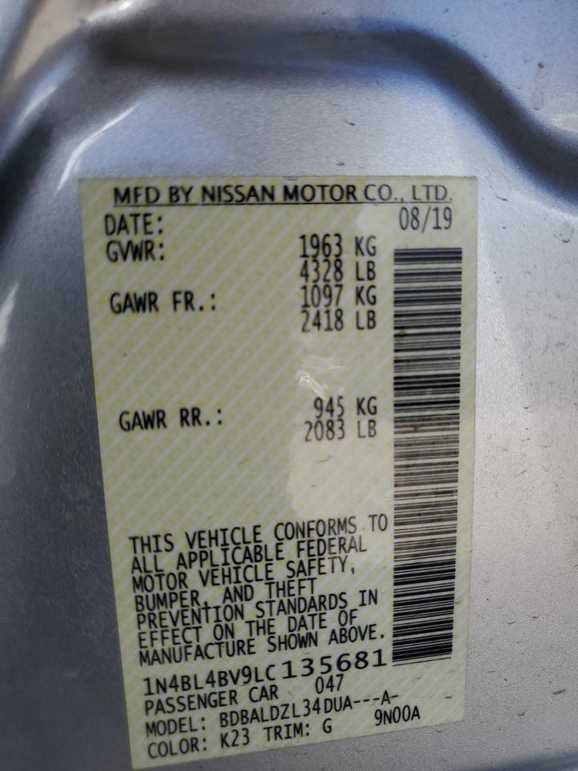 MFD BY NISSAN MOTOR CO., LTD.
DATE: 08/19
GVWR: 1963 KG
4328 LB
GAWR FR.: 1097 KG
2418 LB
GAWR RR.: 945 KG
2083 LB
THIS VEHICLE CONFORMS TO
ALL APPLICABLE FEDERAL
MOTOR VEHICLE SAFETY,
BUMPER, AND THEFT
PREVENTION STANDARDS IN
EFFECT ON THE DATE OF
MANUFACTURE SHOWN ABOVE.
1N4BL4BV9LC135681
PASSENGER CAR 047
MODEL: BDBALDZL34DUA---A-
COLOR: K23 TRIM: G 9N00A